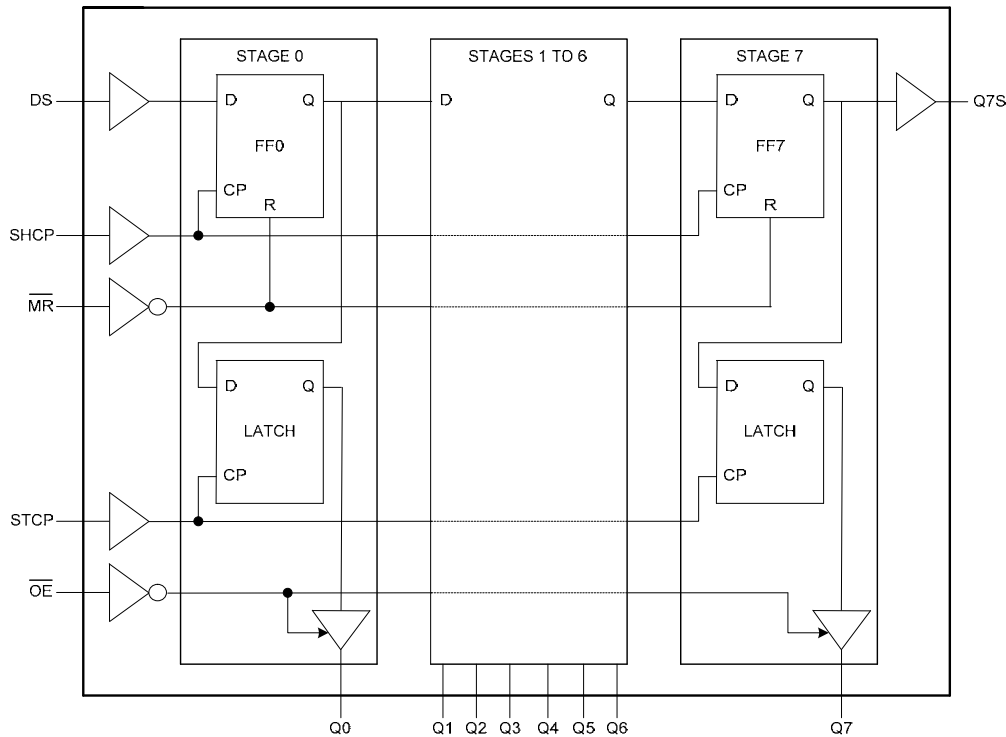 STAGE 0
STAGES 1 TO 6
STAGE 7
DS
D
Q
FF0
CP
R
D
Q
D
Q
FF7
CP
R
Q7S
SHCP
MR
D
Q
LATCH
CP
D
Q
LATCH
CP
STCP
OE
Q0
Q1
Q2
Q3
Q4
Q5
Q6
Q7